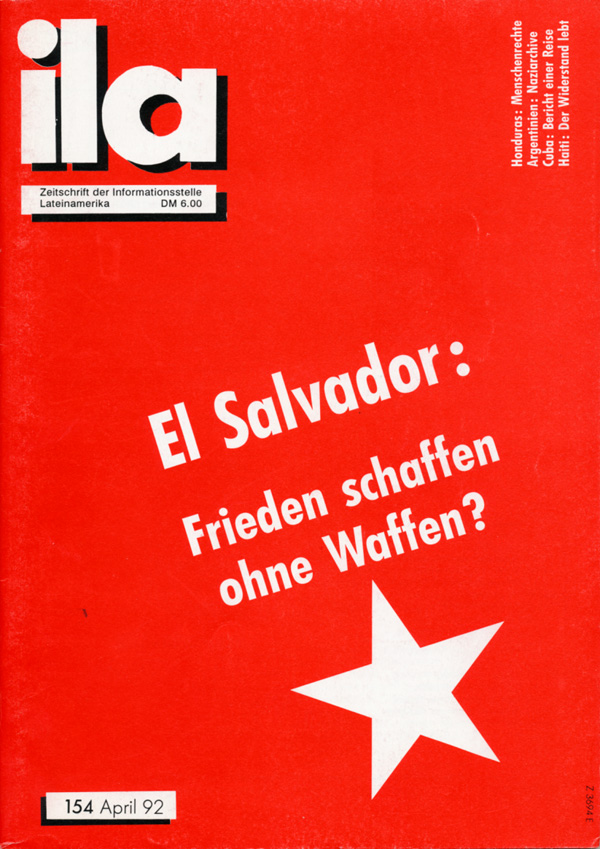 ila
Zeitschrift der Informationsstelle
Lateinamerika DM 6.00
Honduras: Menschenrechte
Argentinien: Naziarchive
Cuba: Bericht einer Reise
Haiti: Der Widerstand lebt
El Salvador:
Frieden schaffen
ohne Waffen?
154 April 92
Z 3694 E